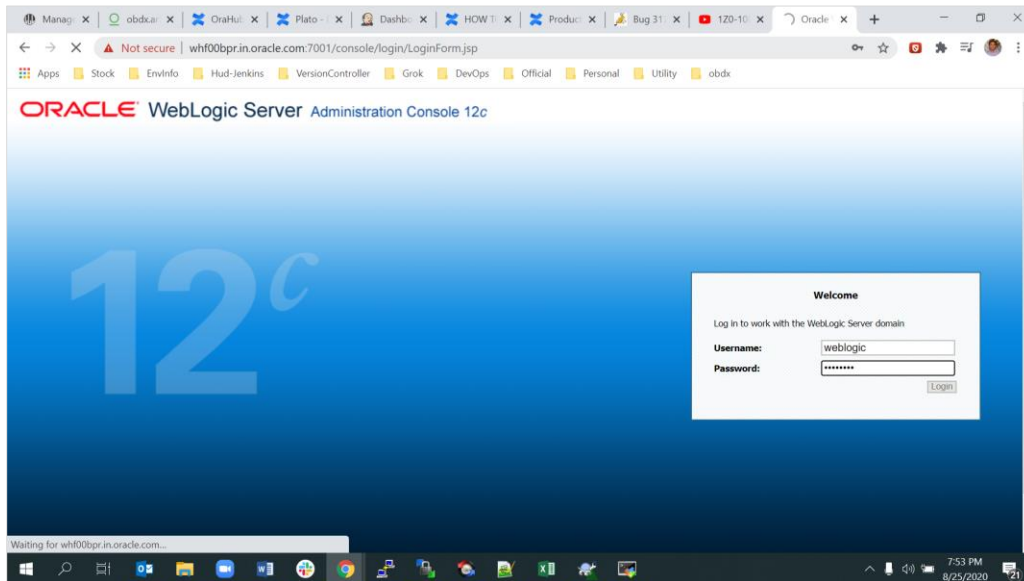 Manag obdx.ar OraHub Plato - Dashbo HOW T Produc Bug 31 1Z0-10 Oracle
Not secure | whf00bpr.in.oracle.com:7001/console/login/LoginForm.jsp
Apps Stock EnvInfo Hud-Jenkins VersionController Grok DevOps Official Personal Utility obdx
ORACLE WebLogic Server Administration Console 12c
12c
Welcome
Log in to work with the WebLogic Server domain
Username: weblogic
Password: ••••••••
Login
Waiting for whf00bpr.in.oracle.com...
7:53 PM
8/25/2020
21